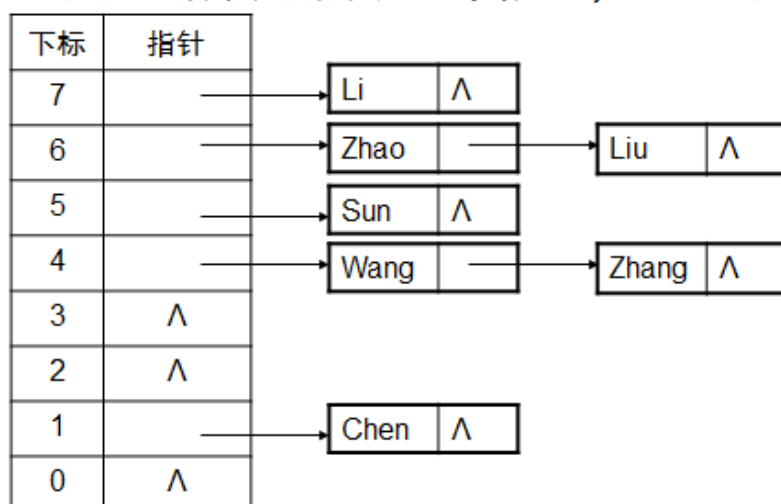 下标 指针
7 Li Λ
6 Zhao Liu Λ
5 Sun Λ
4 Wang Zhang Λ
3 Λ
2 Λ
1 Chen Λ
0 Λ